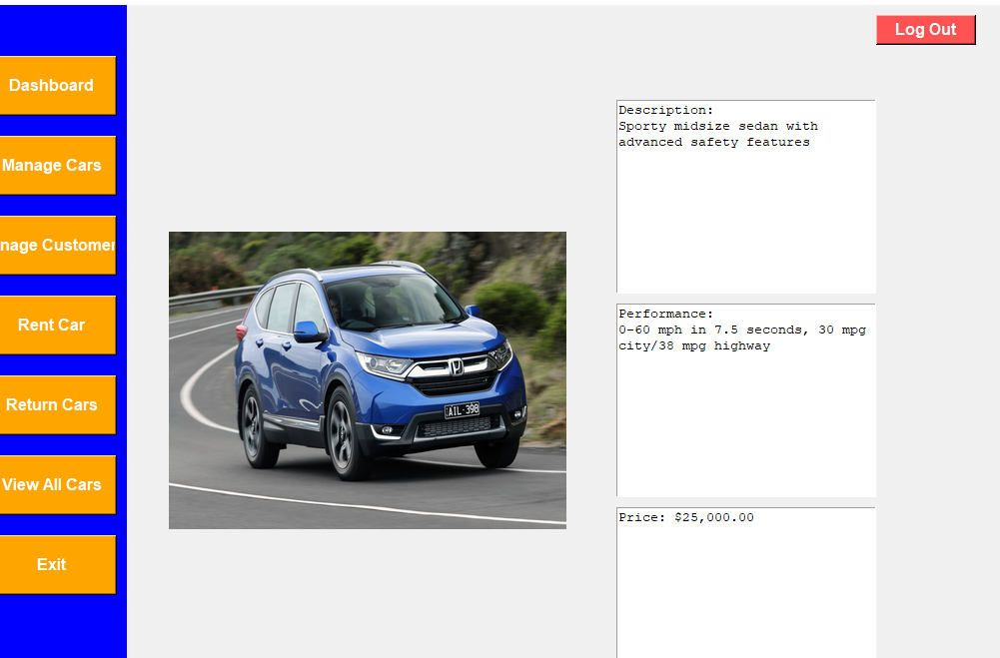 Log Out
Dashboard
Manage Cars
nage Customer
Rent Car
Return Cars
View All Cars
Exit
Description:
Sporty midsize sedan with
advanced safety features
Performance:
0-60 mph in 7.5 seconds, 30 mpg
city/38 mpg highway
Price: $25,000.00
AIL-398